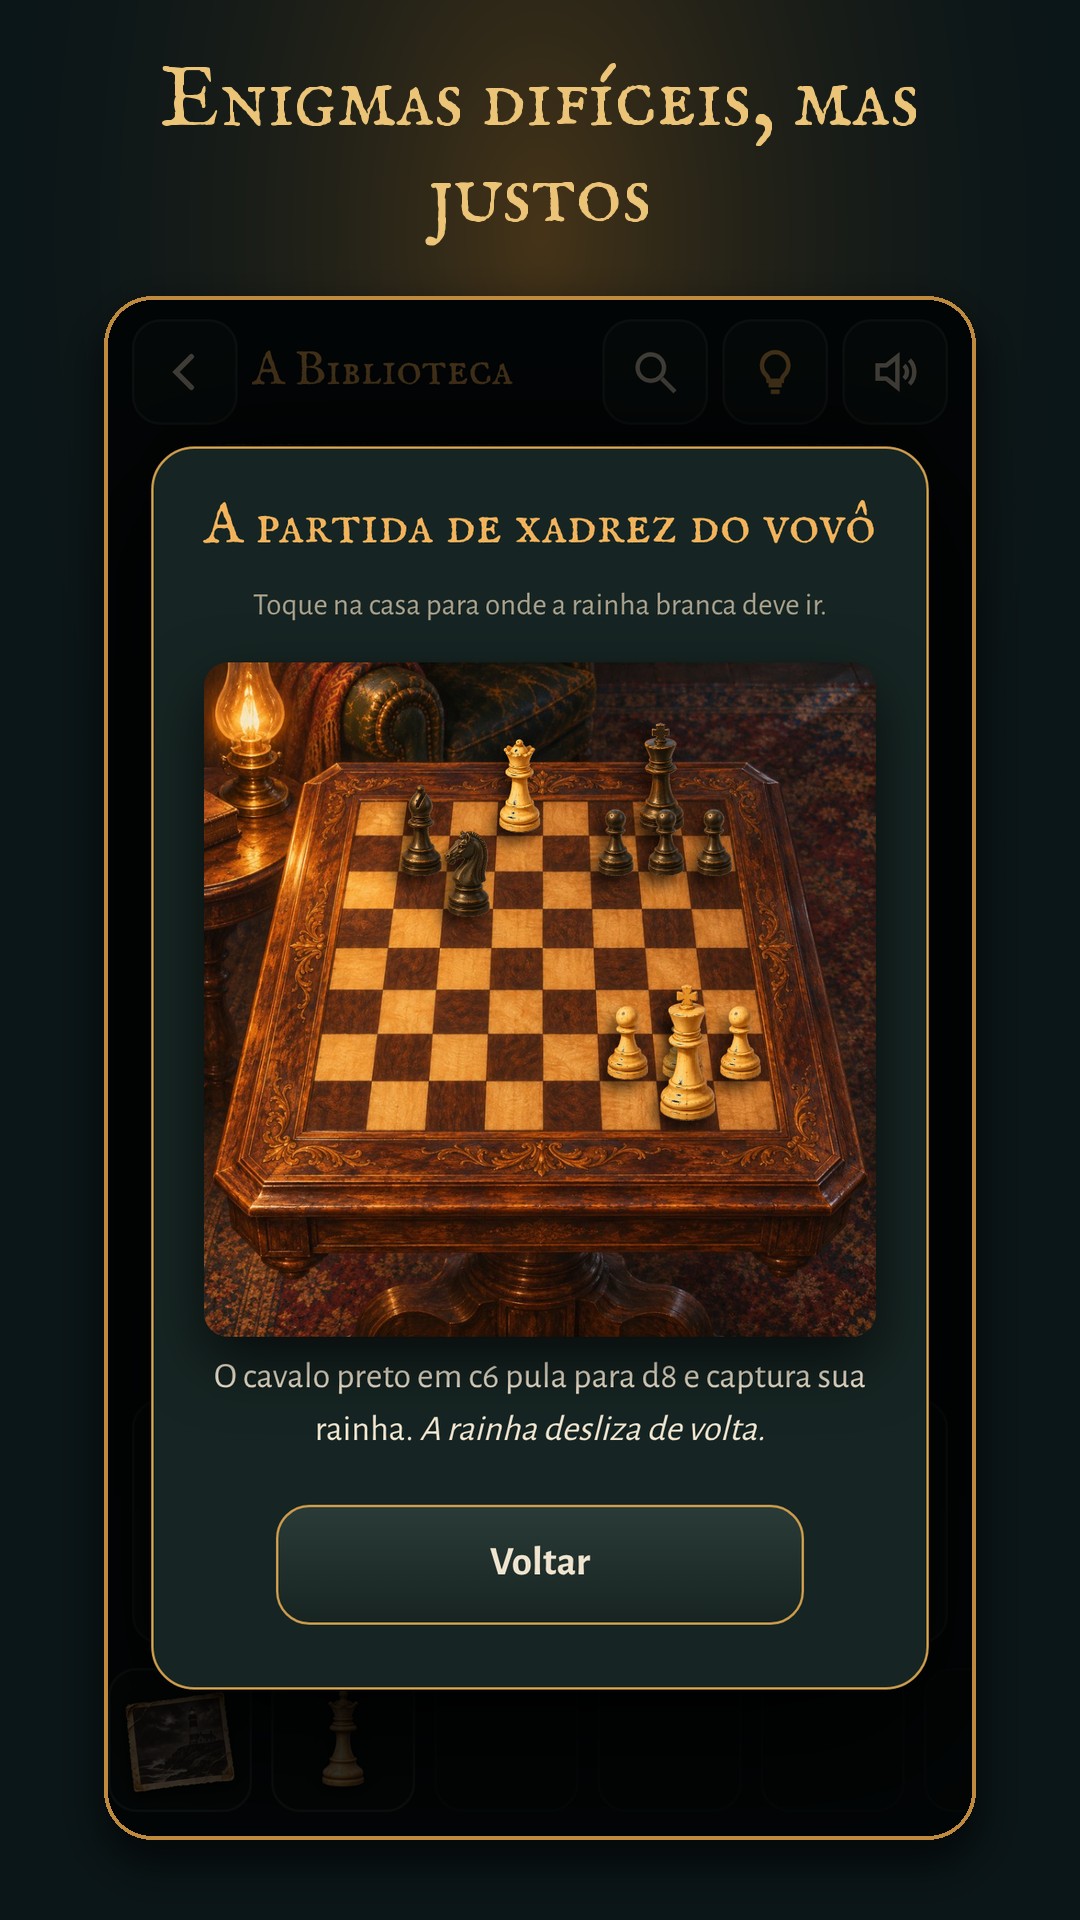 Enigmas difíceis, mas
justos
A Biblioteca
A partida de xadrez do vovô
Toque na casa para onde a rainha branca deve ir.
O cavalo preto em c6 pula para d8 e captura sua
rainha. A rainha desliza de volta.
Voltar